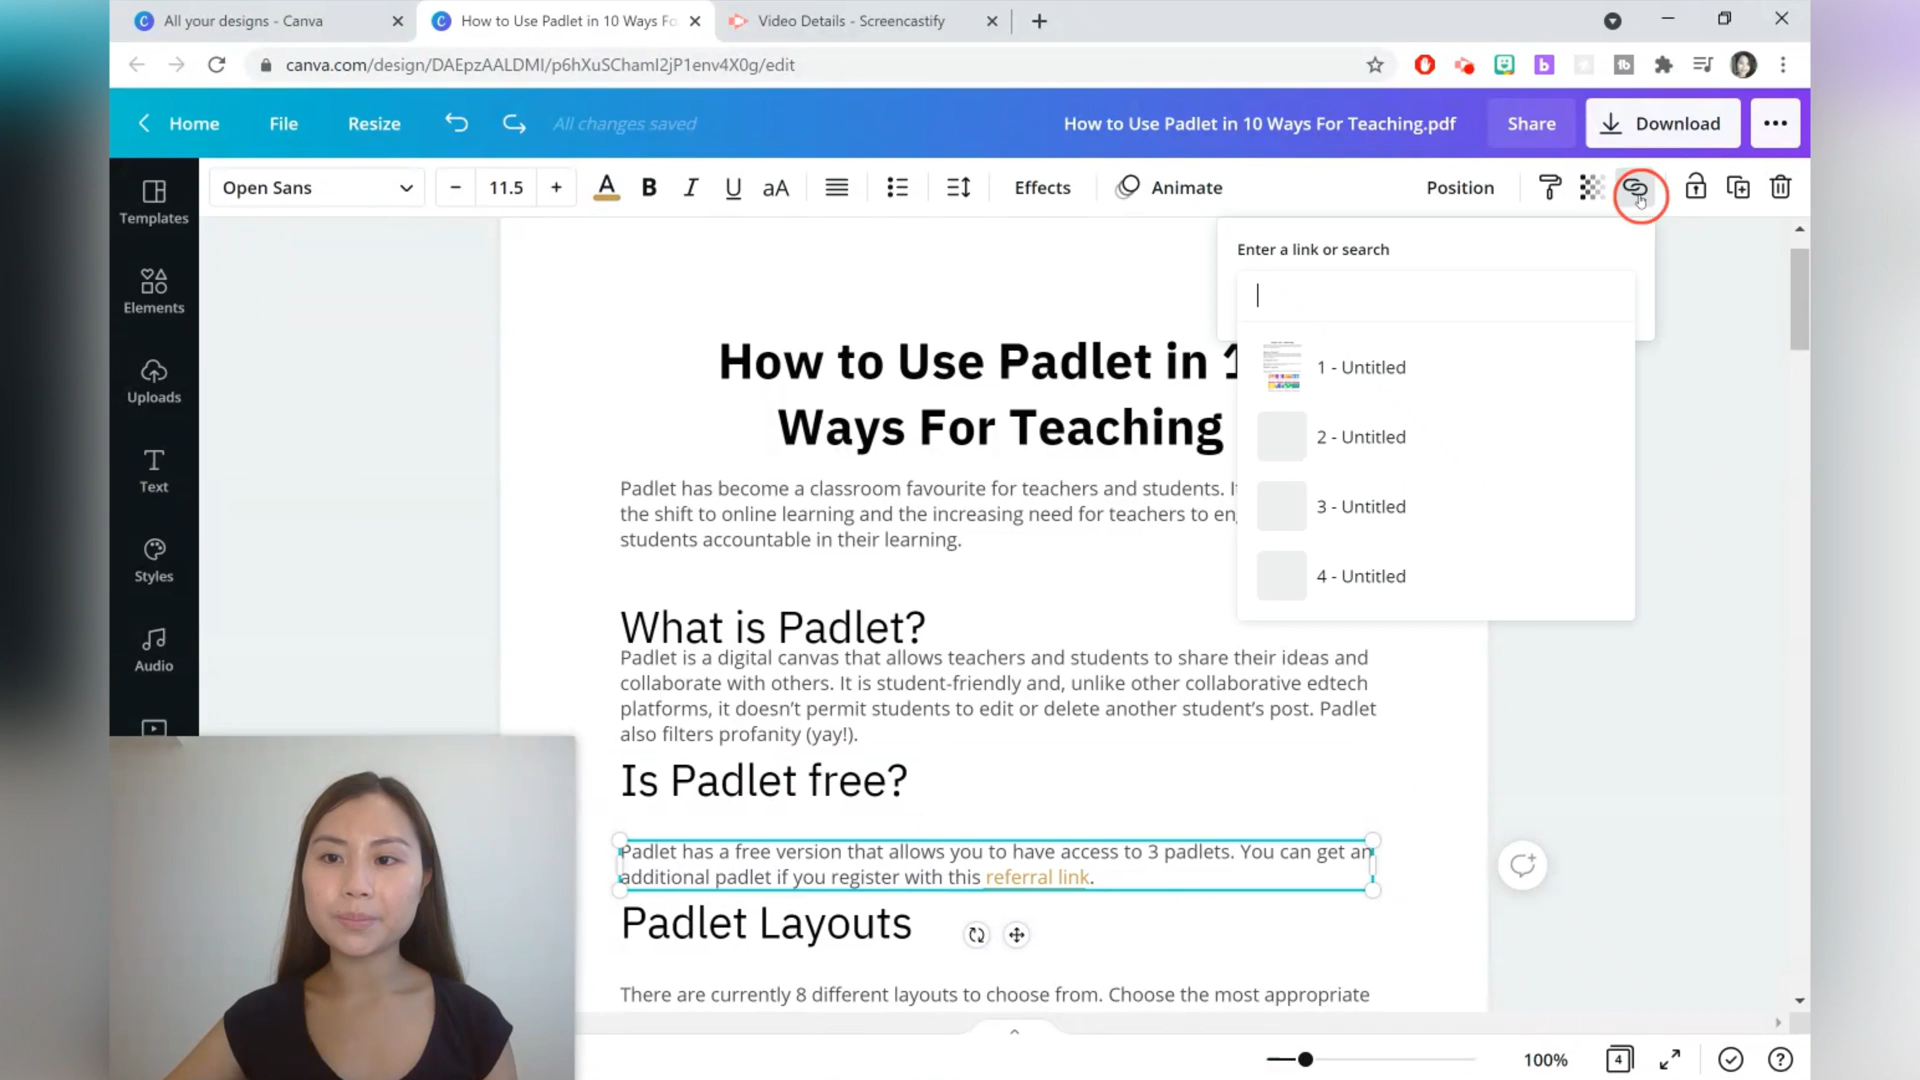 All your designs - Canva
How to Use Padlet in 10 Ways Fo
Video Details - Screencastify
canva.com/design/DAEpzAALDMI/p6hXuSChamI2jP1env4X0g/edit
Home
File
Resize
All changes saved
How to Use Padlet in 10 Ways For Teaching.pdf
Share
Download
Open Sans
11.5
A
B
I
U
aA
Effects
Animate
Position
Templates
Elements
Uploads
Text
Styles
Audio
Enter a link or search
1 - Untitled
2 - Untitled
3 - Untitled
4 - Untitled
How to Use Padlet in 1
Ways For Teaching
Padlet has become a classroom favourite for teachers and students. I
the shift to online learning and the increasing need for teachers to en
students accountable in their learning.
What is Padlet?
Padlet is a digital canvas that allows teachers and students to share their ideas and
collaborate with others. It is student-friendly and, unlike other collaborative edtech
platforms, it doesn’t permit students to edit or delete another student’s post. Padlet
also filters profanity (yay!).
Is Padlet free?
Padlet has a free version that allows you to have access to 3 padlets. You can get an
additional padlet if you register with this referral link.
Padlet Layouts
There are currently 8 different layouts to choose from. Choose the most appropriate
100%
4